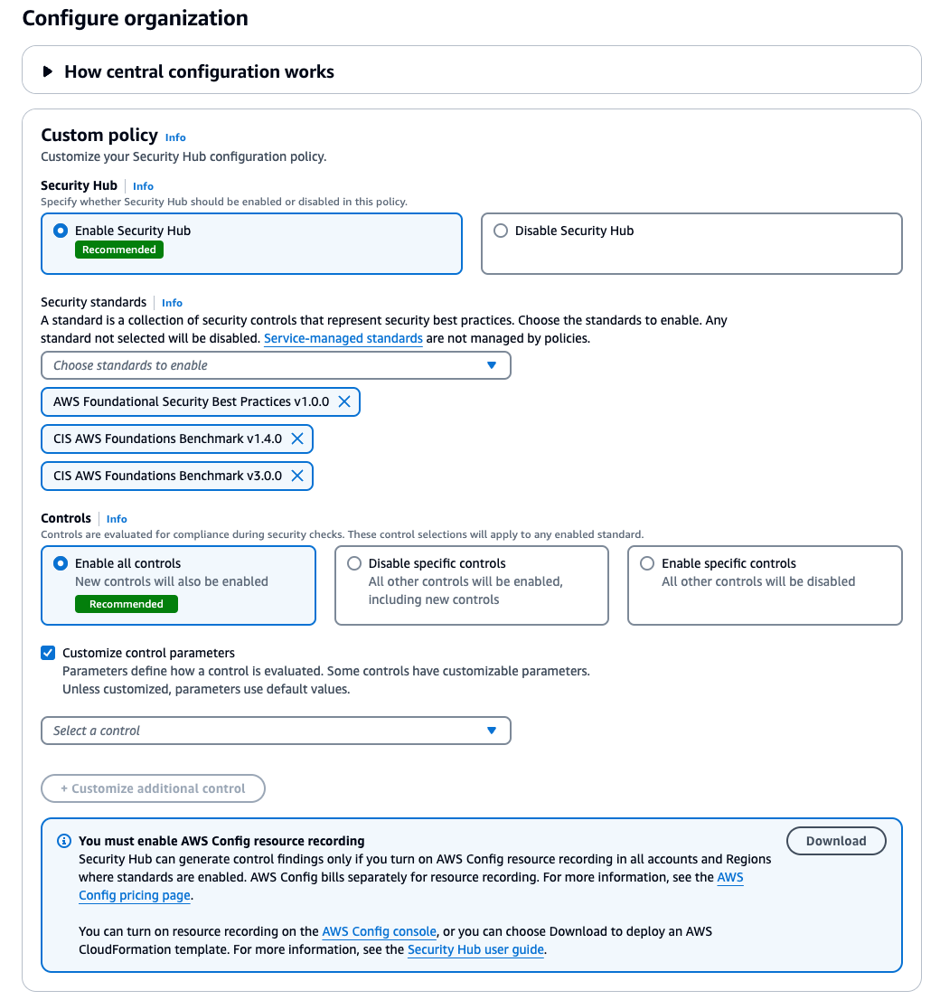 Configure organization
How central configuration works
Custom policy Info
Customize your Security Hub configuration policy.
Security Hub Info
Specify whether Security Hub should be enabled or disabled in this policy.
Enable Security Hub
Recommended
Disable Security Hub
Security standards Info
A standard is a collection of security controls that represent security best practices. Choose the standards to enable. Any
standard not selected will be disabled. Service-managed standards are not managed by policies.
Choose standards to enable
AWS Foundational Security Best Practices v1.0.0
CIS AWS Foundations Benchmark v1.4.0
CIS AWS Foundations Benchmark v3.0.0
Controls Info
Controls are evaluated for compliance during security checks. These control selections will apply to any enabled standard.
Enable all controls
New controls will also be enabled
Recommended
Disable specific controls
All other controls will be enabled,
including new controls
Enable specific controls
All other controls will be disabled
Customize control parameters
Parameters define how a control is evaluated. Some controls have customizable parameters.
Unless customized, parameters use default values.
Select a control
+ Customize additional control
You must enable AWS Config resource recording
Download
Security Hub can generate control findings only if you turn on AWS Config resource recording in all accounts and Regions
where standards are enabled. AWS Config bills separately for resource recording. For more information, see the AWS
Config pricing page.
You can turn on resource recording on the AWS Config console, or you can choose Download to deploy an AWS
CloudFormation template. For more information, see the Security Hub user guide.